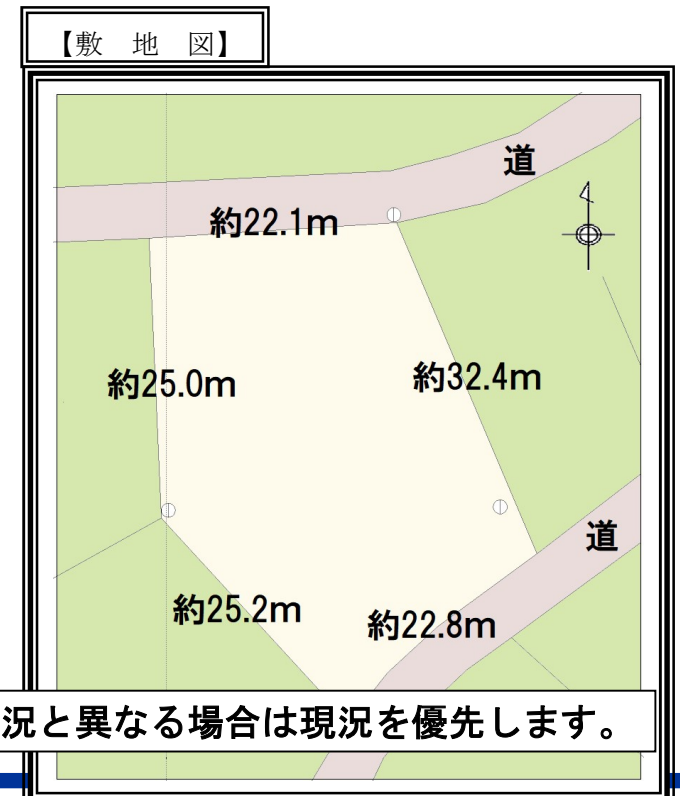 【敷　地　図】
道
約22.1m
約25.0m
約32.4m
道
約25.2m
約22.8m
況と異なる場合は現況を優先します。